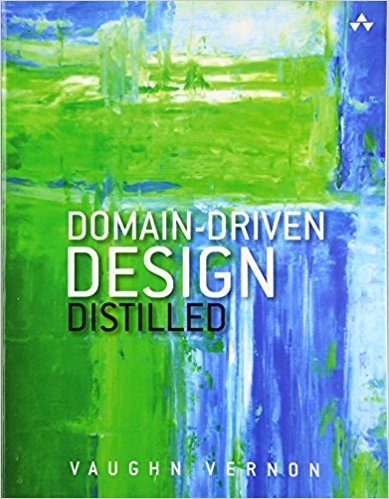 DOMAIN-DRIVEN
DESIGN
DISTILLED
VAUGHN VERNON